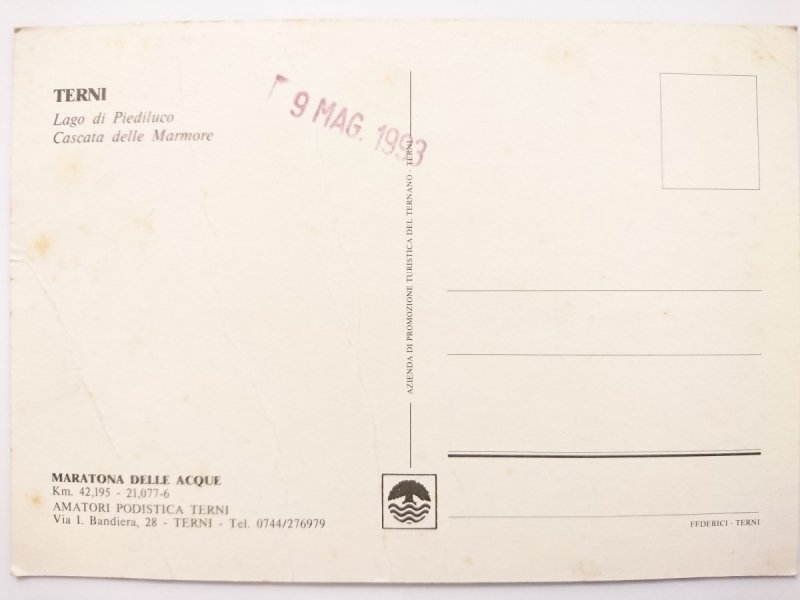 TERNI
Lago di Piediluco
Cascata delle Marmore
9 MAG. 1993
AZIENDA DI PROMOZIONE TURISTICA DEL TERNANO - TERNI
MARATONA DELLE ACQUE
Km. 42,195 - 21,077-6
AMATORI PODISTICA TERNI
Via I. Bandiera, 28 - TERNI - Tel. 0744/276979
FEDERICI - TERNI